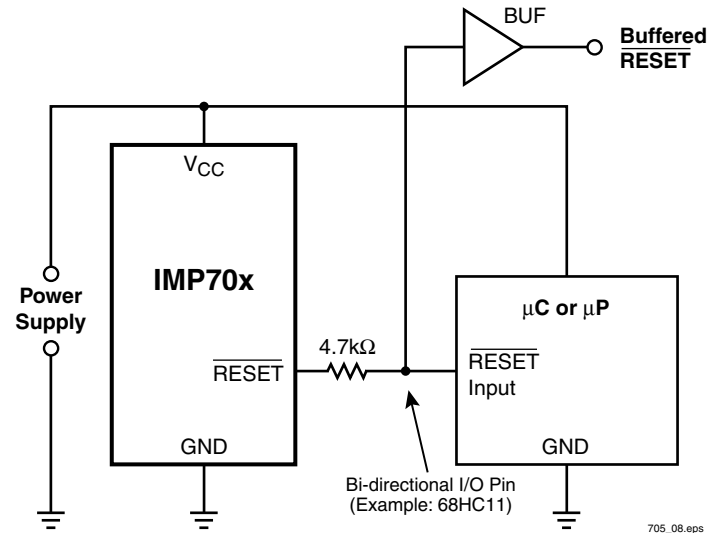 BUF
Buffered
RESET
VCC
IMP70x
Power
Supply
μC or μP
4.7kΩ
RESET
RESET
Input
GND
GND
Bi-directional I/O Pin
(Example: 68HC11)
705_08.eps